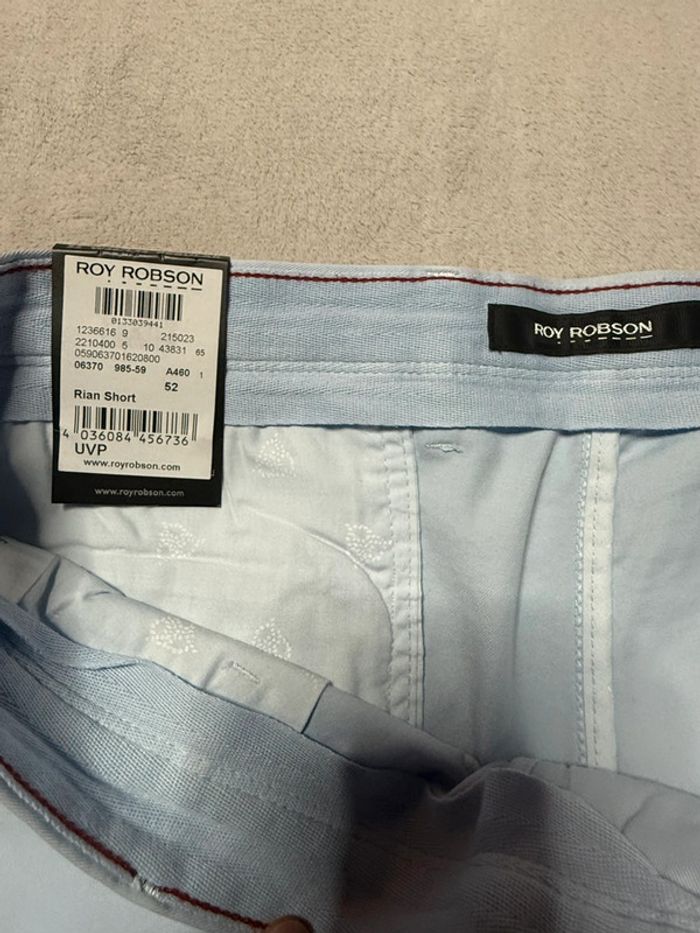 ROY ROBSON
0133039441
1236616 9 215023
2210400 5 10 43831 65
059063701620800
06370 985-59 A460 1
52
Rian Short
4 036084 456736
UVP
www.royrobson.com
www.royrobson.com
ROY ROBSON